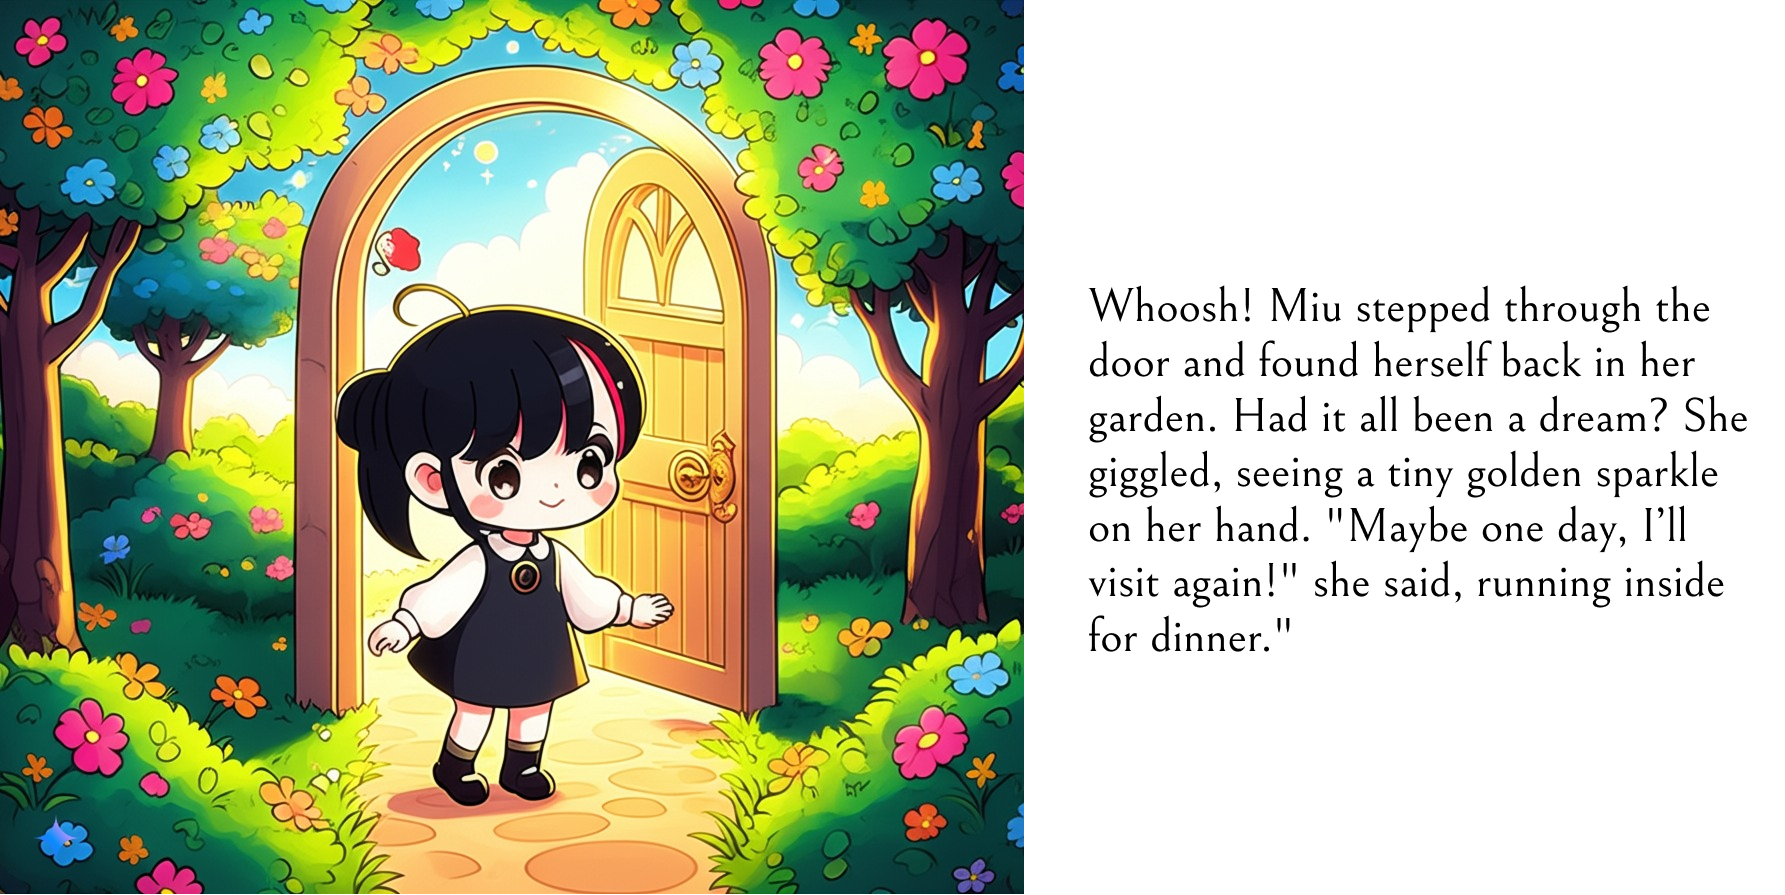 Whoosh! Miu stepped through the
door and found herself back in her
garden. Had it all been a dream? She
giggled, seeing a tiny golden sparkle
on her hand. "Maybe one day, I’ll
visit again!" she said, running inside
for dinner."